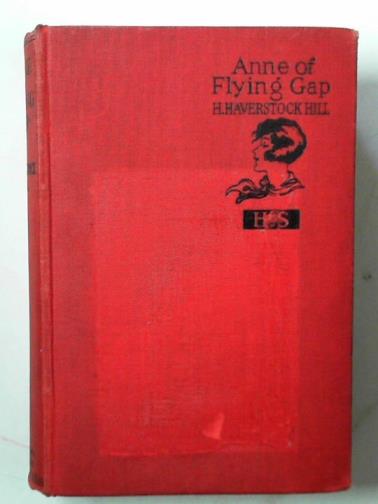 Anne of
Flying Gap
H. HAVERSTOCK HILL
H&S